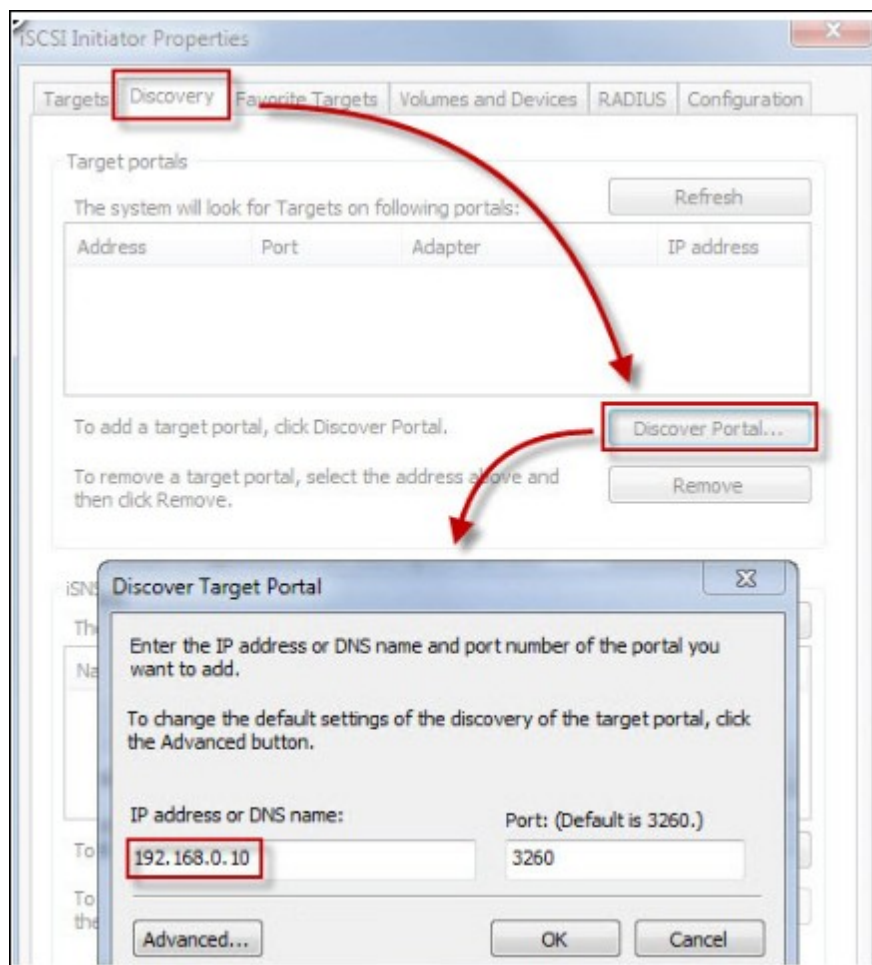 iSCSI Initiator Properties
Targets Discovery Favorite Targets Volumes and Devices RADIUS Configuration
Target portals
The system will look for Targets on following portals:
Refresh
Address Port Adapter IP address
To add a target portal, click Discover Portal.
Discover Portal...
To remove a target portal, select the address above and
then click Remove.
Remove
Discover Target Portal
Enter the IP address or DNS name and port number of the portal you
want to add.
To change the default settings of the discovery of the target portal, click
the Advanced button.
IP address or DNS name: Port: (Default is 3260.)
192.168.0.10 3260
To
To
the
Advanced... OK Cancel